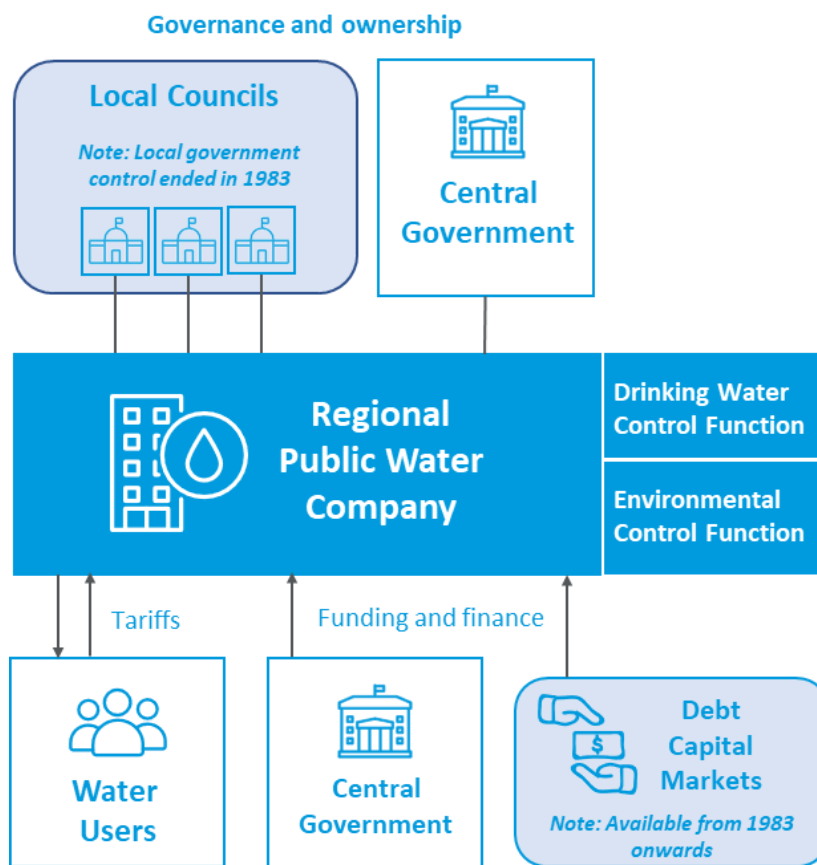 Governance and ownership
Local Councils
Note: Local government
control ended in 1983
Central
Government
Regional
Public Water
Company
Drinking Water
Control Function
Environmental
Control Function
Tariffs
Funding and finance
Water
Users
Central
Government
$
Debt
Capital
Markets
Note: Available from 1983
onwards